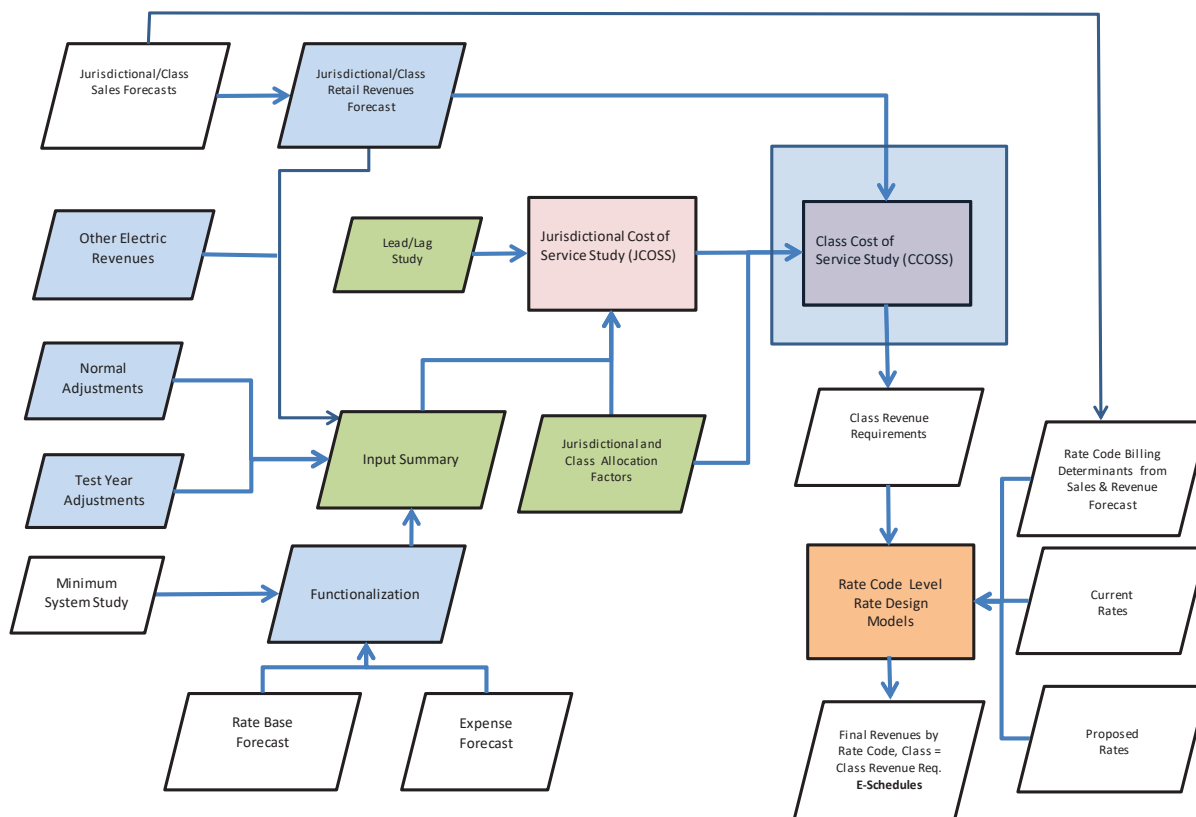 Jurisdictional/Class
Sales Forecasts
Jurisdictional/Class
Retail Revenues
Forecast
Other Electric
Revenues
Lead/Lag
Study
Jurisdictional Cost of
Service Study (JCOSS)
Class Cost of
Service Study (CCOSS)
Normal
Adjustments
Test Year
Adjustments
Input Summary
Jurisdictional and
Class Allocation
Factors
Class Revenue
Requirements
Rate Code Billing
Determinants from
Sales & Revenue
Forecast
Minimum
System Study
Functionalization
Rate Code Level
Rate Design
Models
Current
Rates
Rate Base
Forecast
Expense
Forecast
Final Revenues by
Rate Code, Class =
Class Revenue Req.
E-Schedules
Proposed
Rates